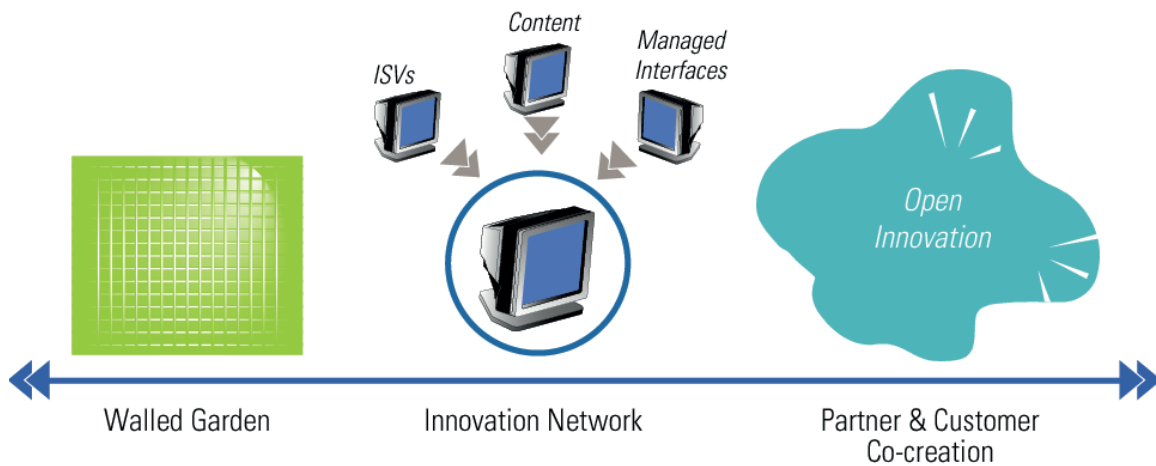 Content
Managed
Interfaces
ISVs
Open
Innovation
Walled Garden
Innovation Network
Partner & Customer
Co-creation